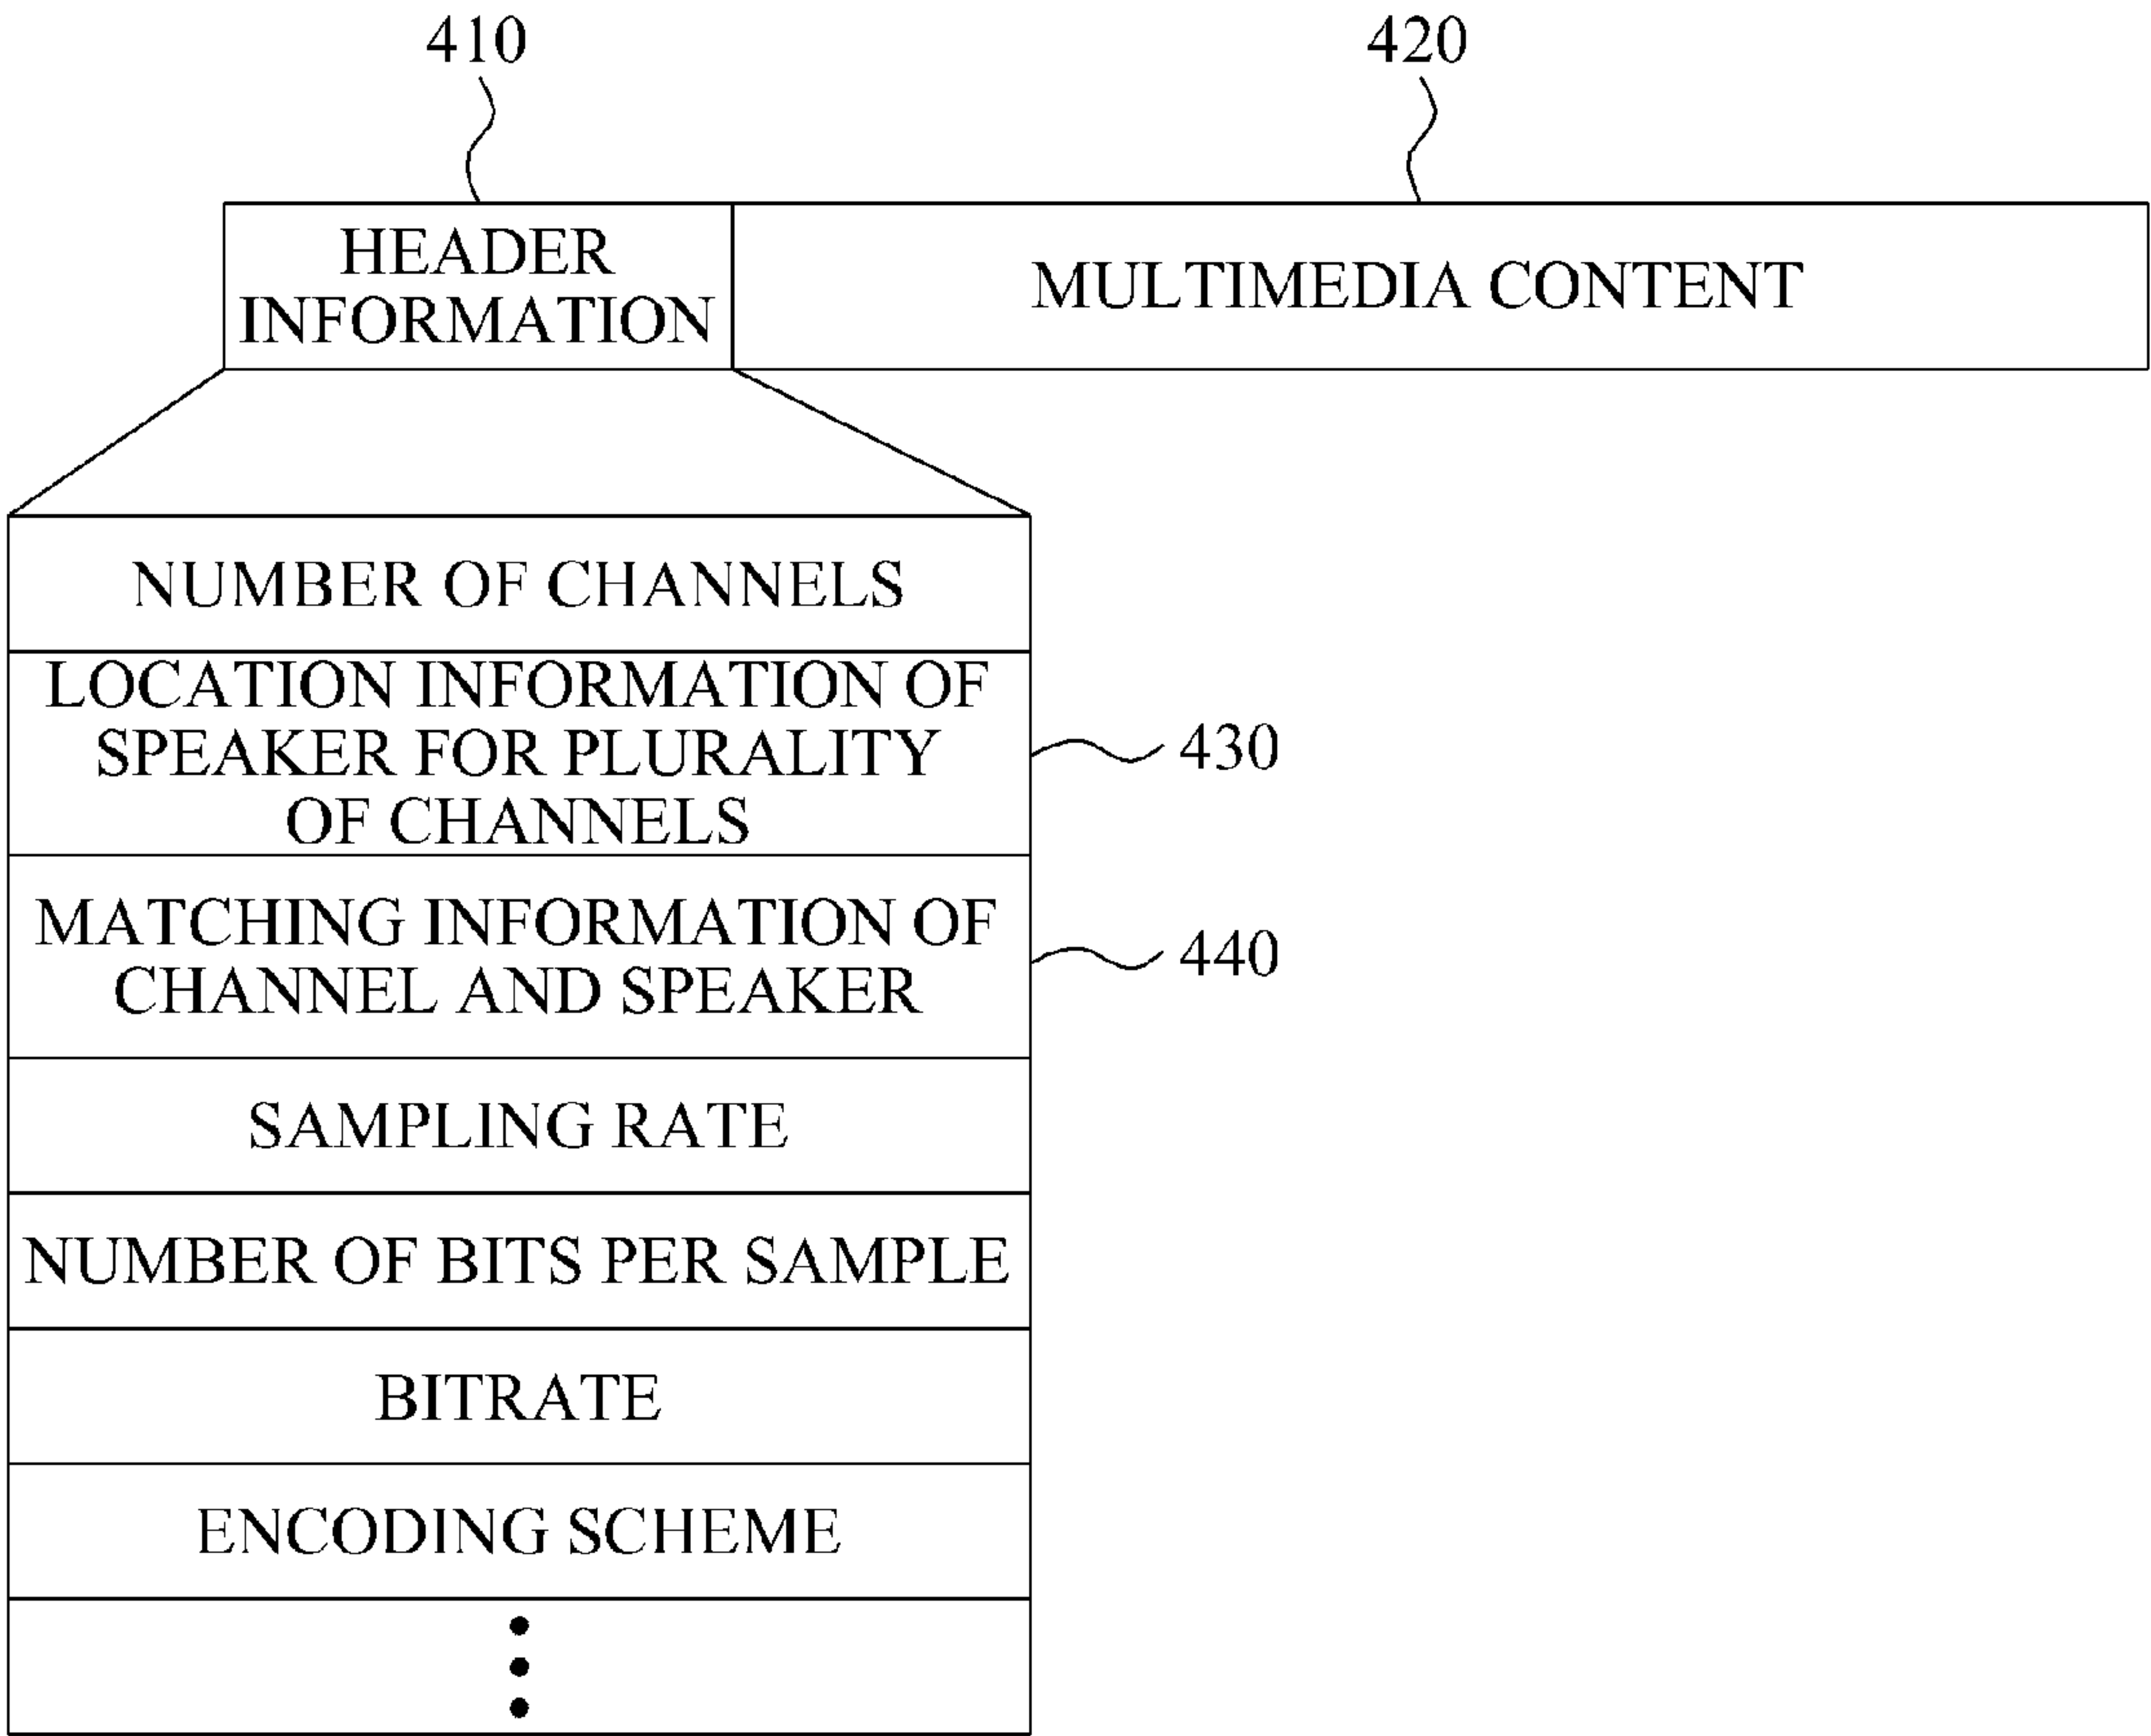 410
420
HEADER
INFORMATION
MULTIMEDIA CONTENT
NUMBER OF CHANNELS
LOCATION INFORMATION OF
SPEAKER FOR PLURALITY
OF CHANNELS
430
MATCHING INFORMATION OF
CHANNEL AND SPEAKER
440
SAMPLING RATE
NUMBER OF BITS PER SAMPLE
BITRATE
ENCODING SCHEME